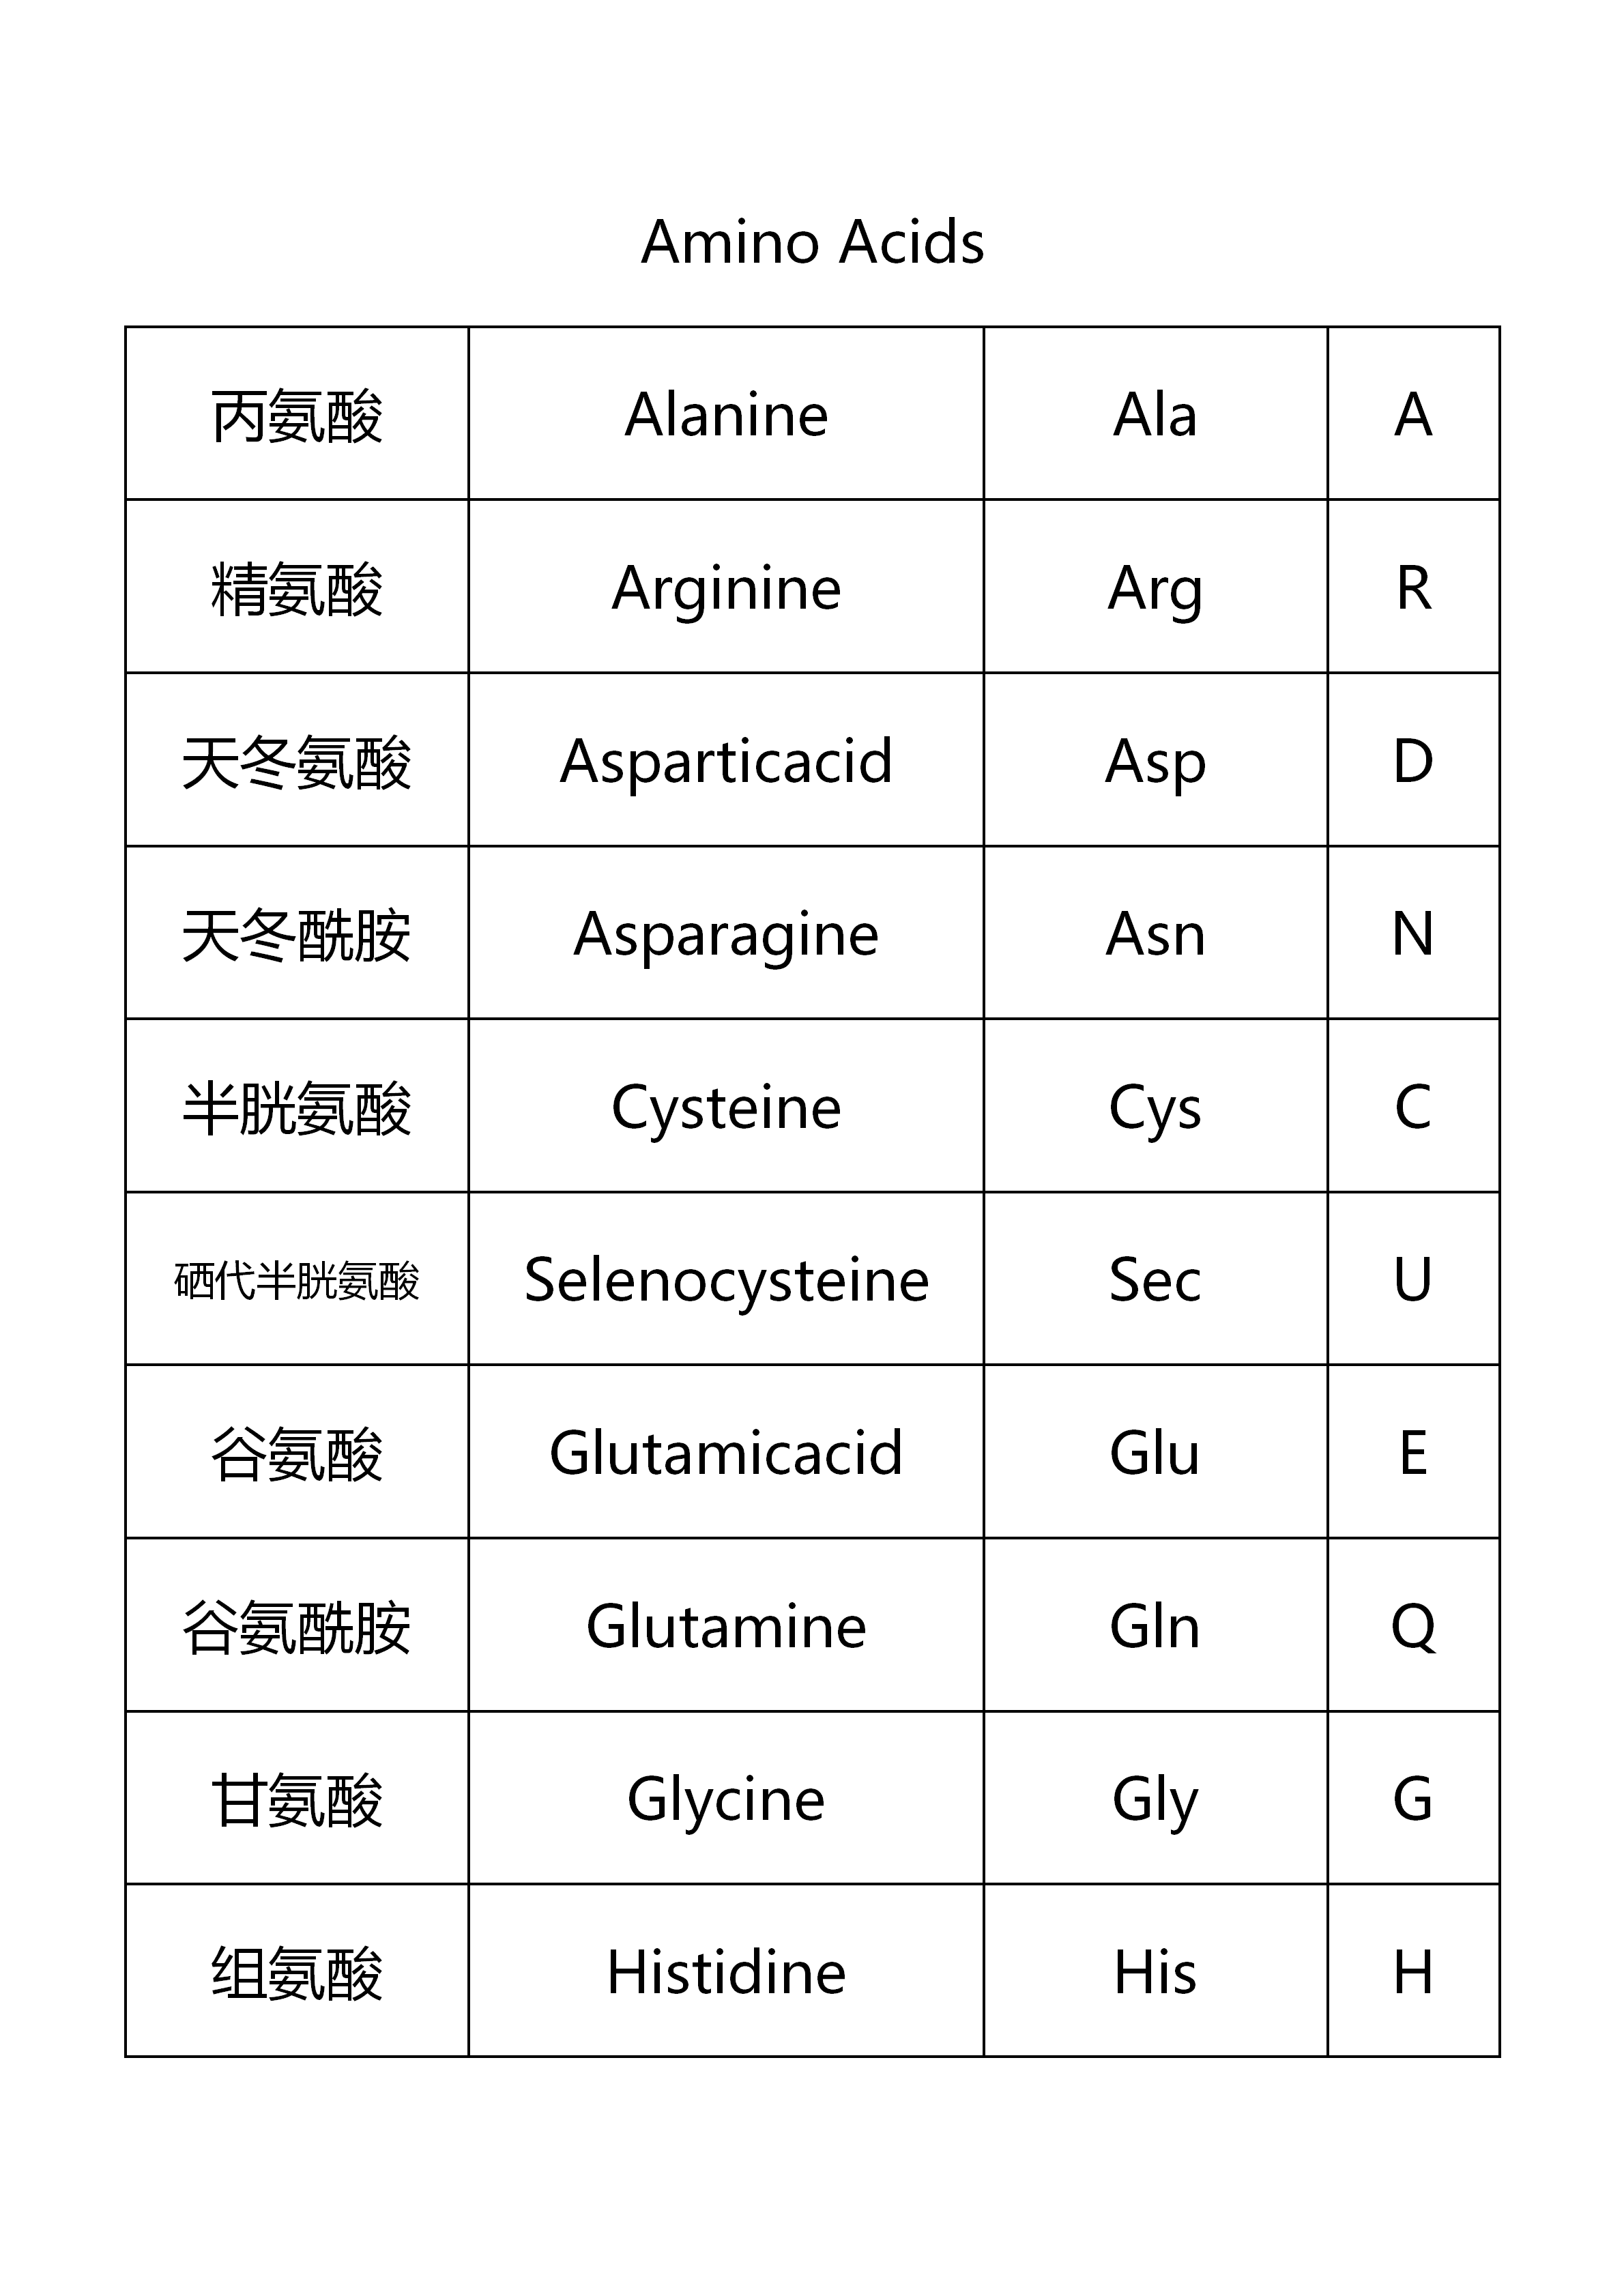 Amino Acids
丙氨酸 Alanine Ala A
精氨酸 Arginine Arg R
天冬氨酸 Asparticacid Asp D
天冬酰胺 Asparagine Asn N
半胱氨酸 Cysteine Cys C
硒代半胱氨酸 Selenocysteine Sec U
谷氨酸 Glutamicacid Glu E
谷氨酰胺 Glutamine Gln Q
甘氨酸 Glycine Gly G
组氨酸 Histidine His H